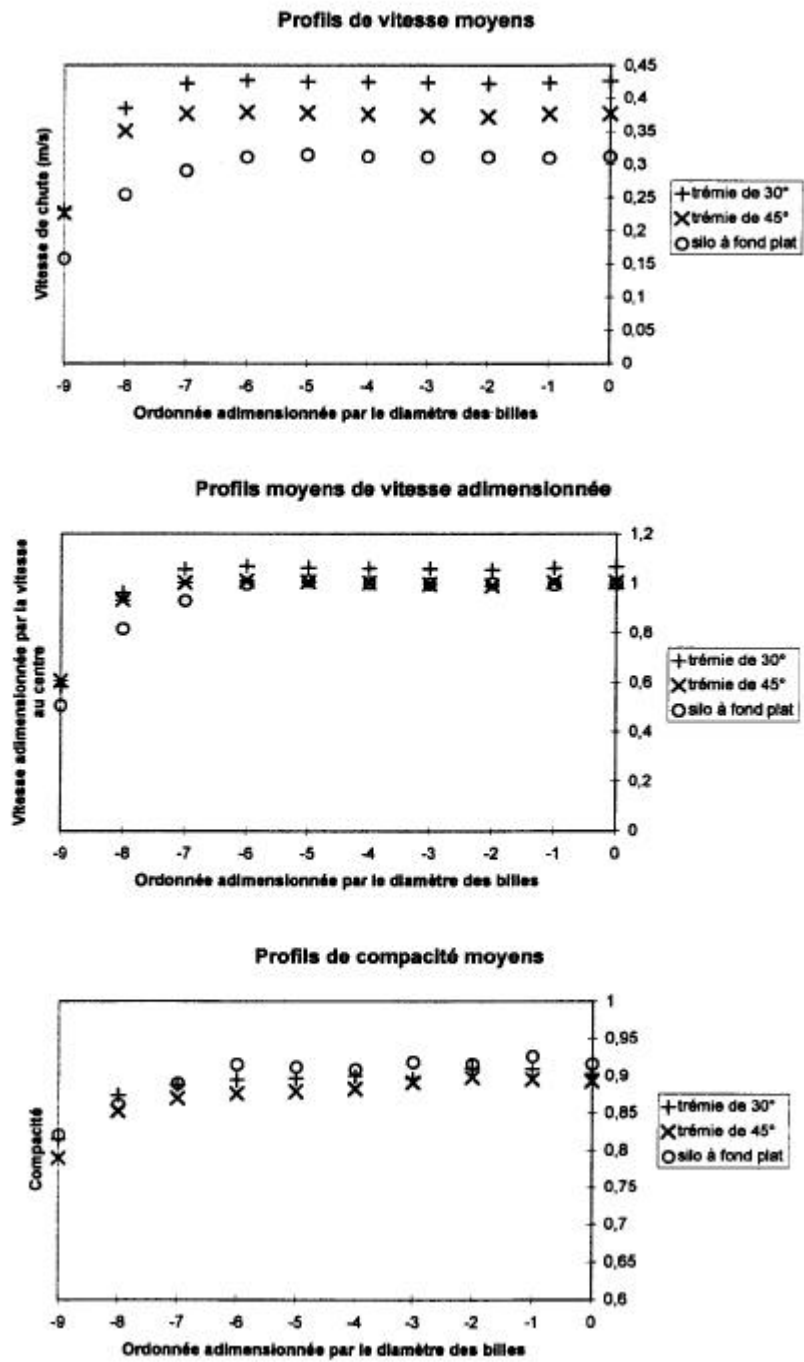 Profils de vitesse moyens
Vitesse de chute (m/s)
0,45
0,4
0,35
0,3
0,25
0,2
0,15
0,1
0,05
0
-9 -8 -7 -6 -5 -4 -3 -2 -1 0
Ordonnée adimensionnée par le diamètre des billes
trémie de 30°
trémie de 45°
silo à fond plat
Profils moyens de vitesse adimensionnée
Vitesse adimensionnée par la vitesse
au centre
1,2
1
0,8
0,6
0,4
0,2
0
-9 -8 -7 -6 -5 -4 -3 -2 -1 0
Ordonnée adimensionnée par le diamètre des billes
trémie de 30°
trémie de 45°
silo à fond plat
Profils de compacité moyens
Compacité
1
0,95
0,9
0,85
0,8
0,75
0,7
0,65
0,6
-9 -8 -7 -6 -5 -4 -3 -2 -1 0
Ordonnée adimensionnée par le diamètre des billes
trémie de 30°
trémie de 45°
silo à fond plat